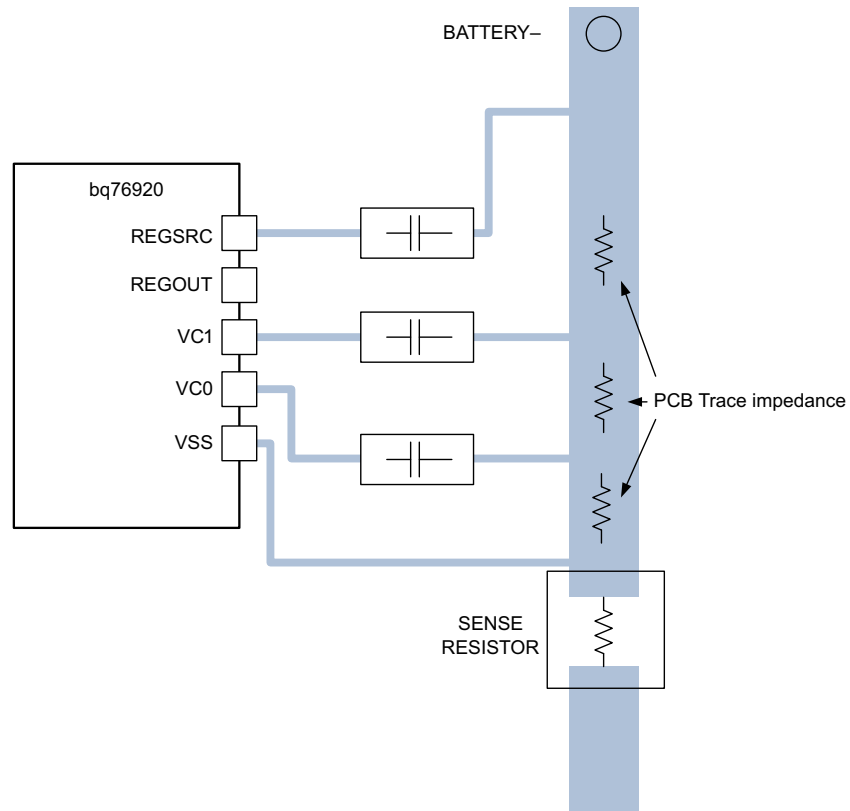 BATTERY–
bq76920
REGSRC
REGOUT
VC1
VC0
VSS
PCB Trace impedance
SENSE
RESISTOR